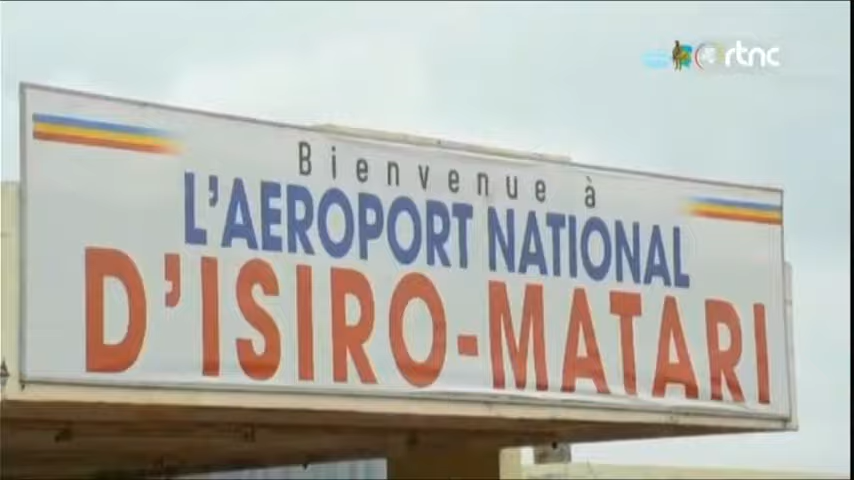 rtnc
Bienvenue à
L'AEROPORT NATIONAL
D'ISIRO-MATARI